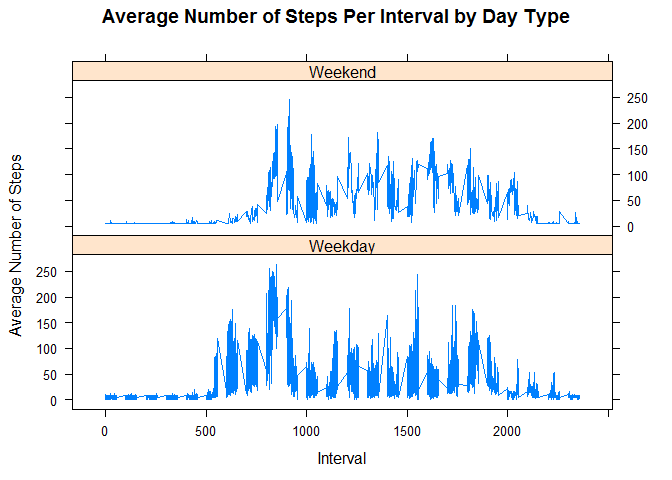 Average Number of Steps Per Interval by Day Type
Weekend
250
200
150
100
50
0
Average Number of Steps
Weekday
250
200
150
100
50
0
0 500 1000 1500 2000
Interval